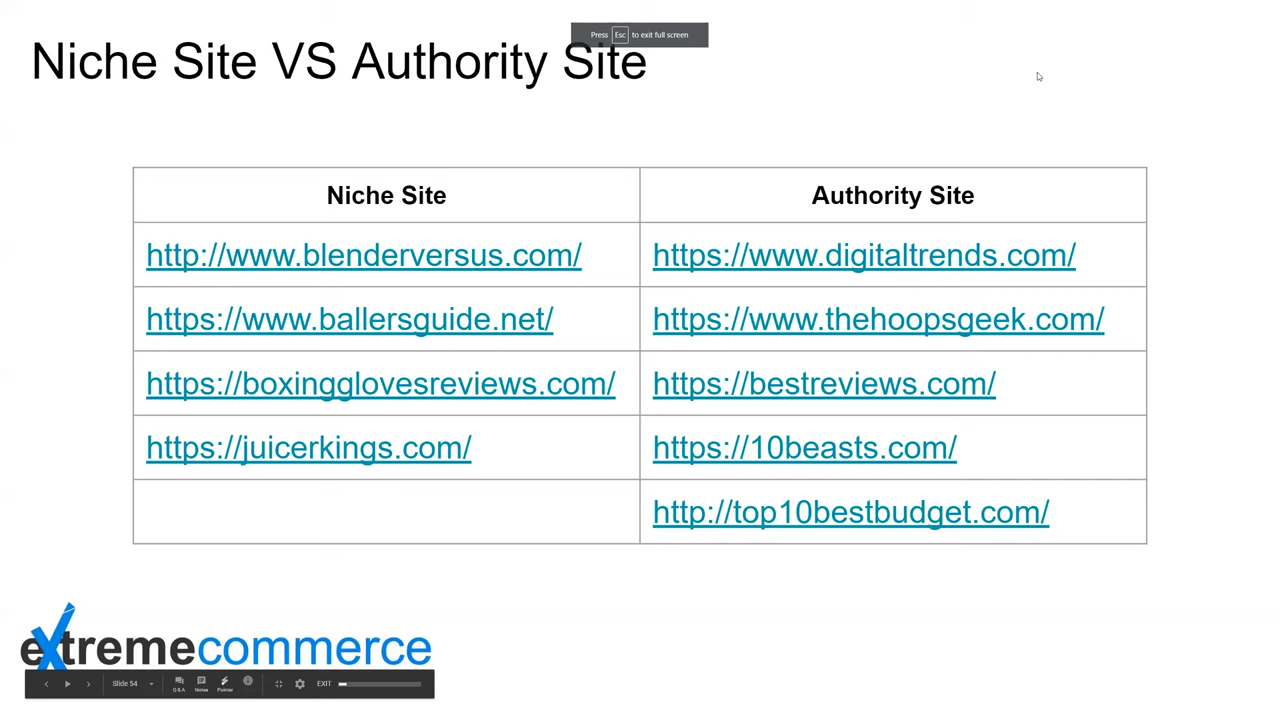 Press Esc to exit full screen
Niche Site VS Authority Site
Niche Site Authority Site
http://www.blenderversus.com/ https://www.digitaltrends.com/
https://www.ballersguide.net/ https://www.thehoopsgeek.com/
https://boxingglovesreviews.com/ https://bestreviews.com/
https://juicerkings.com/ https://10beasts.com/
http://top10bestbudget.com/
extremecommerce
Slide 54 Q & A Notes Pointer EXIT